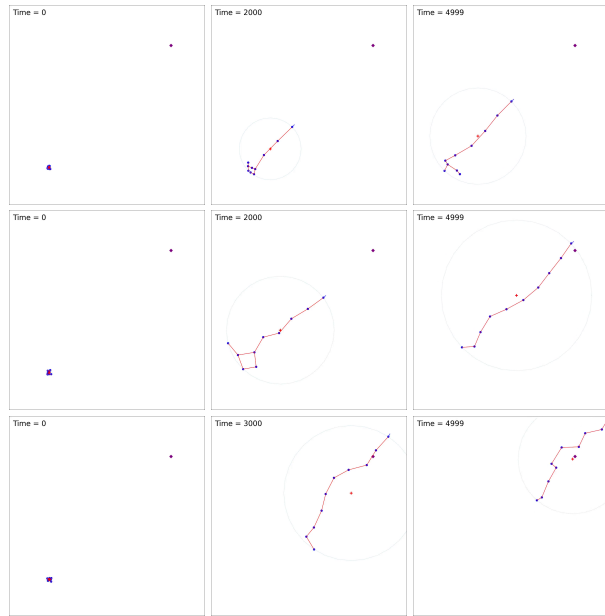 Time = 0
Time = 2000
Time = 4999
Time = 0
Time = 2000
Time = 4999
Time = 0
Time = 3000
Time = 4999